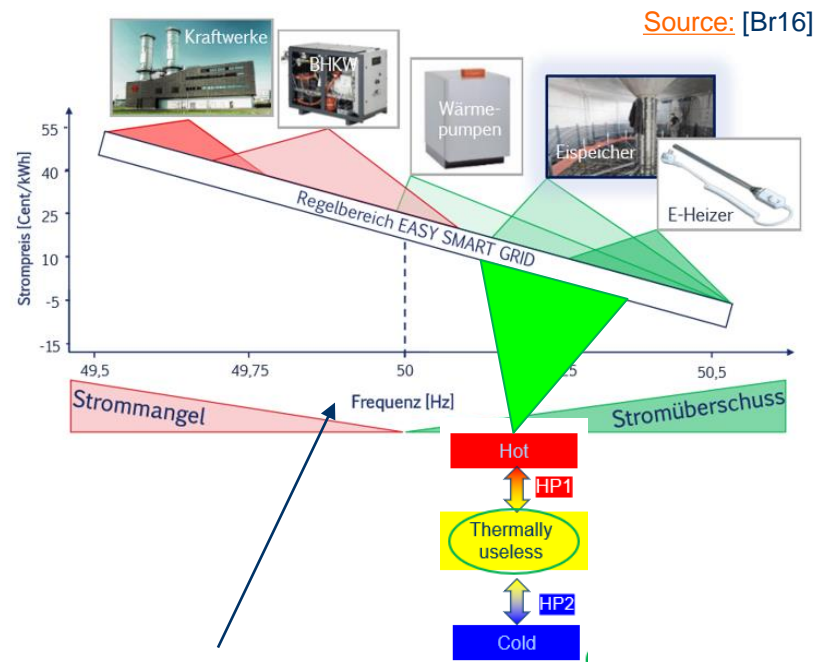 Source: [Br16]
Kraftwerke
BHKW
Wärme-
pumpen
Eispeicher
E-Heizer
Strompreis [Cent/kWh]
55
40
25
10
-5
-15
Regelbereich EASY SMART GRID
49,5
49,75
50
25
50,5
Frequenz [Hz]
Strommangel
Stromüberschuss
Hot
HP1
Thermally
useless
HP2
Cold